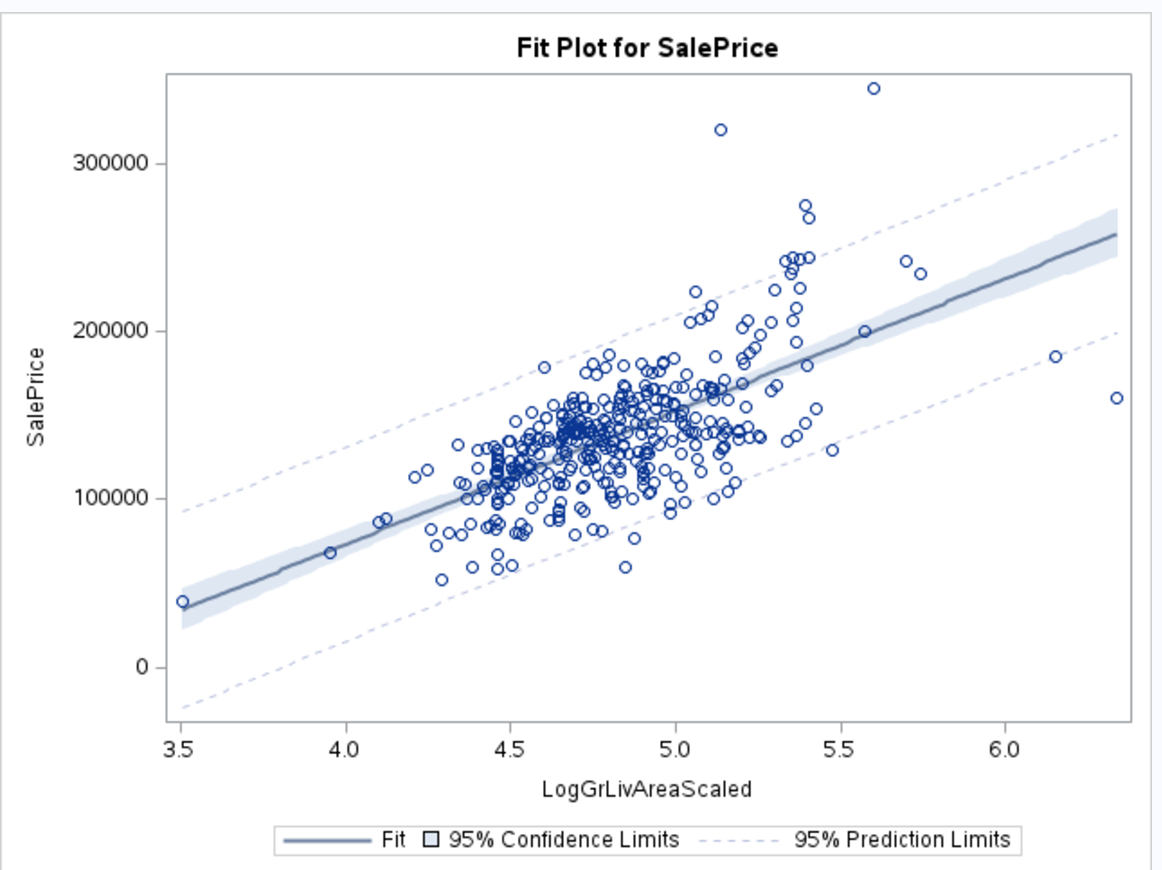 Fit Plot for SalePrice
300000
200000
100000
0
SalePrice
3.5 4.0 4.5 5.0 5.5 6.0
LogGrLivAreaScaled
Fit 95% Confidence Limits 95% Prediction Limits